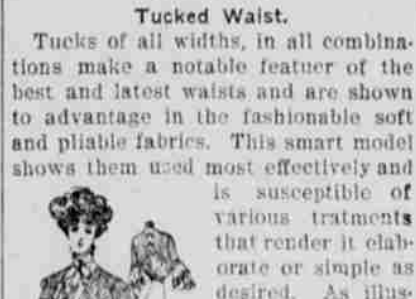 Tucked Waist.
Tucks of all widths, in all combina-
tions make a notable featuer of the
best and latest waists and are shown
to advantage in the fashionable soft
and pliable fabrics. This smart model
shows them used most effectively and
is susceptible of
various tratments
that render it elab-
orate or simple as
desired. As illus-